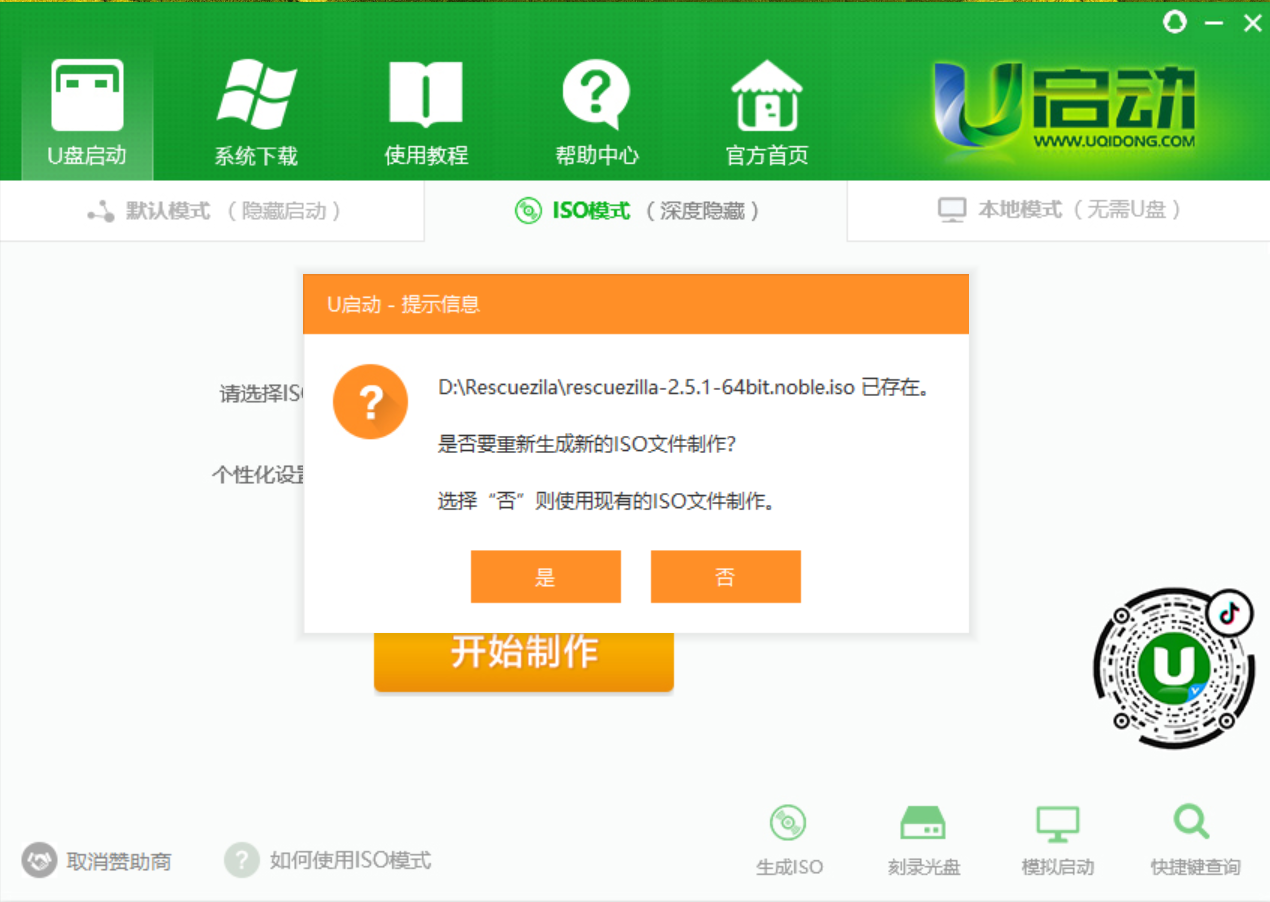 U盘启动
系统下载
使用教程
帮助中心
官方首页
U启动
WWW.UQIDONG.COM
默认模式 （隐藏启动）
ISO模式 （深度隐藏）
本地模式（无需U盘）
U启动 - 提示信息
D:\Rescuezila\rescuezilla-2.5.1-64bit.noble.iso 已存在。
请选择ISO
是否要重新生成新的ISO文件制作?
个性化设置
选择“否”则使用现有的ISO文件制作。
是
否
开始制作
U
取消赞助商
如何使用ISO模式
生成ISO
刻录光盘
模拟启动
快捷键查询